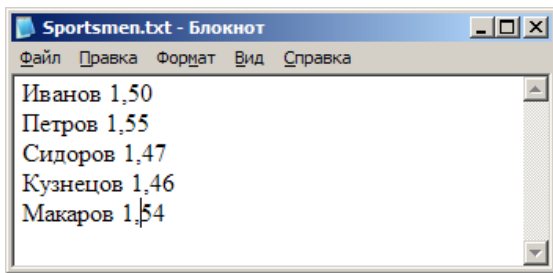 Sportsmen.txt - Блокнот
Файл Правка Формат Вид Справка
Иванов 1,50
Петров 1,55
Сидоров 1,47
Кузнецов 1,46
Макаров 1,54